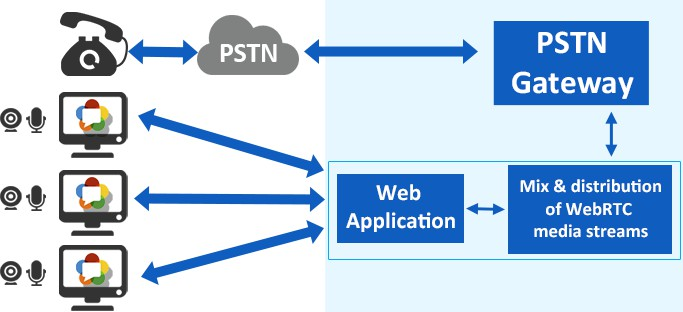 PSTN
PSTN
Gateway
Web
Application
Mix & distribution
of WebRTC
media streams